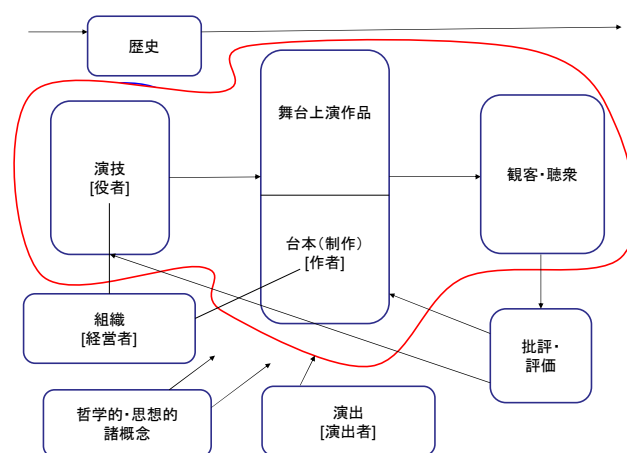 歴史
舞台上演作品
演技
[役者]
観客・聴衆
台本(制作)
[作者]
組織
[経営者]
批評・
評価
哲学的・思想的
諸概念
演出
[演出者]